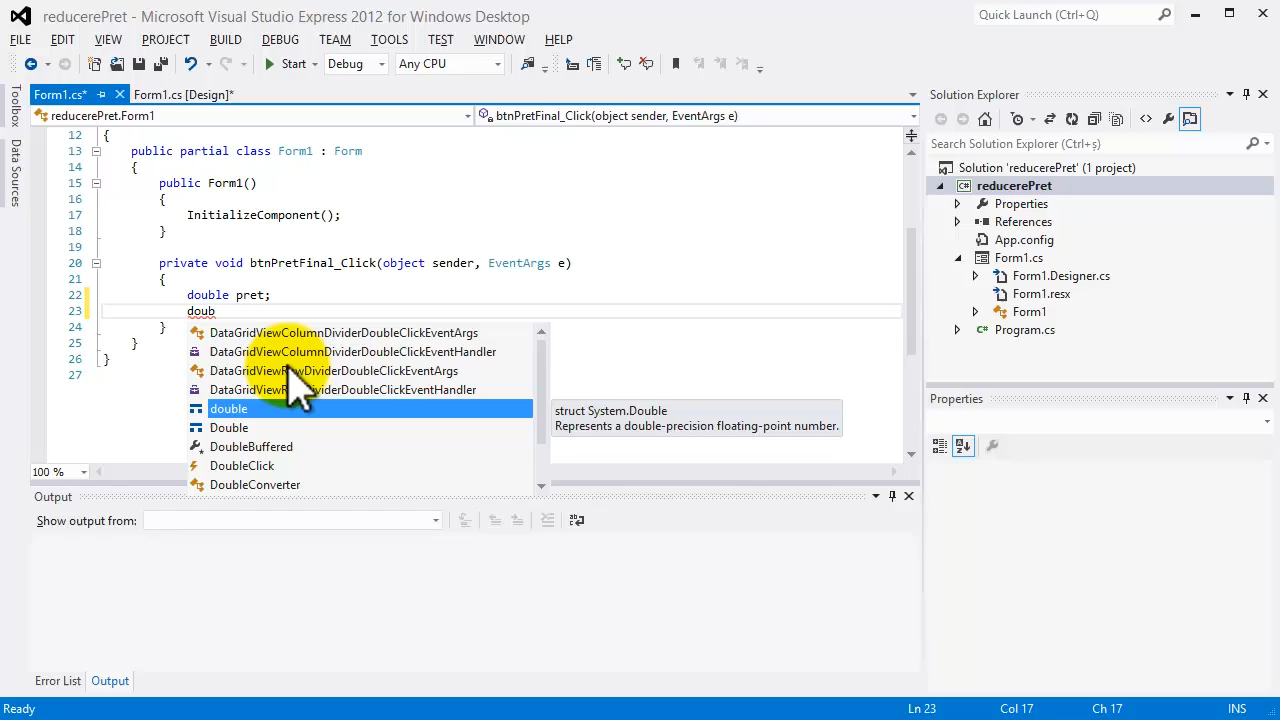 reducerePret - Microsoft Visual Studio Express 2012 for Windows Desktop
Quick Launch (Ctrl+Q)
FILE EDIT VIEW PROJECT BUILD DEBUG TEAM TOOLS TEST WINDOW HELP
Start Debug Any CPU
Toolbox
Data Sources
Form1.cs* Form1.cs [Design]*
reducerePret.Form1 btnPretFinal_Click(object sender, EventArgs e)
12 {
13 public partial class Form1 : Form
14 {
15 public Form1()
16 {
17 InitializeComponent();
18 }
19
20 private void btnPretFinal_Click(object sender, EventArgs e)
21 {
22 double pret;
23 doub
24 }
25 }
26 }
27
DataGridViewColumnDividerDoubleClickEventArgs
DataGridViewColumnDividerDoubleClickEventHandler
DataGridViewRowDividerDoubleClickEventArgs
DataGridViewRowDividerDoubleClickEventHandler
double
Double
DoubleBuffered
DoubleClick
DoubleConverter
struct System.Double
Represents a double-precision floating-point number.
100 %
Output
Show output from:
Error List Output
Solution Explorer
Search Solution Explorer (Ctrl+ș)
Solution 'reducerePret' (1 project)
reducerePret
Properties
References
App.config
Form1.cs
Form1.Designer.cs
Form1.resx
Form1
Program.cs
Properties
Ready Ln 23 Col 17 Ch 17 INS